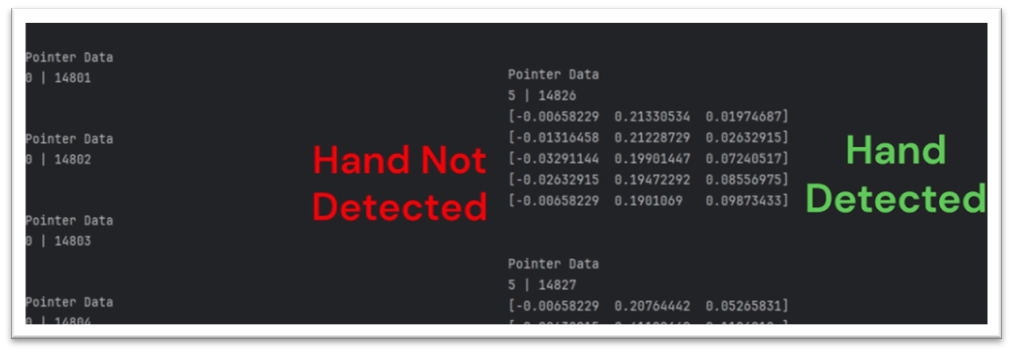 Pointer Data
0 | 14801
Pointer Data
0 | 14802
Pointer Data
0 | 14803
Pointer Data
0 | 14804
Hand Not
Detected
Pointer Data
5 | 14826
[-0.00658229  0.21330534  0.01974687]
[-0.01316458  0.21228729  0.02632915]
[-0.03291144  0.19901447  0.07240517]
[-0.02632915  0.19472292  0.08556975]
[-0.00658229  0.1901069   0.09873433]
Pointer Data
5 | 14827
[-0.00658229  0.20764442  0.05265831]
Hand
Detected